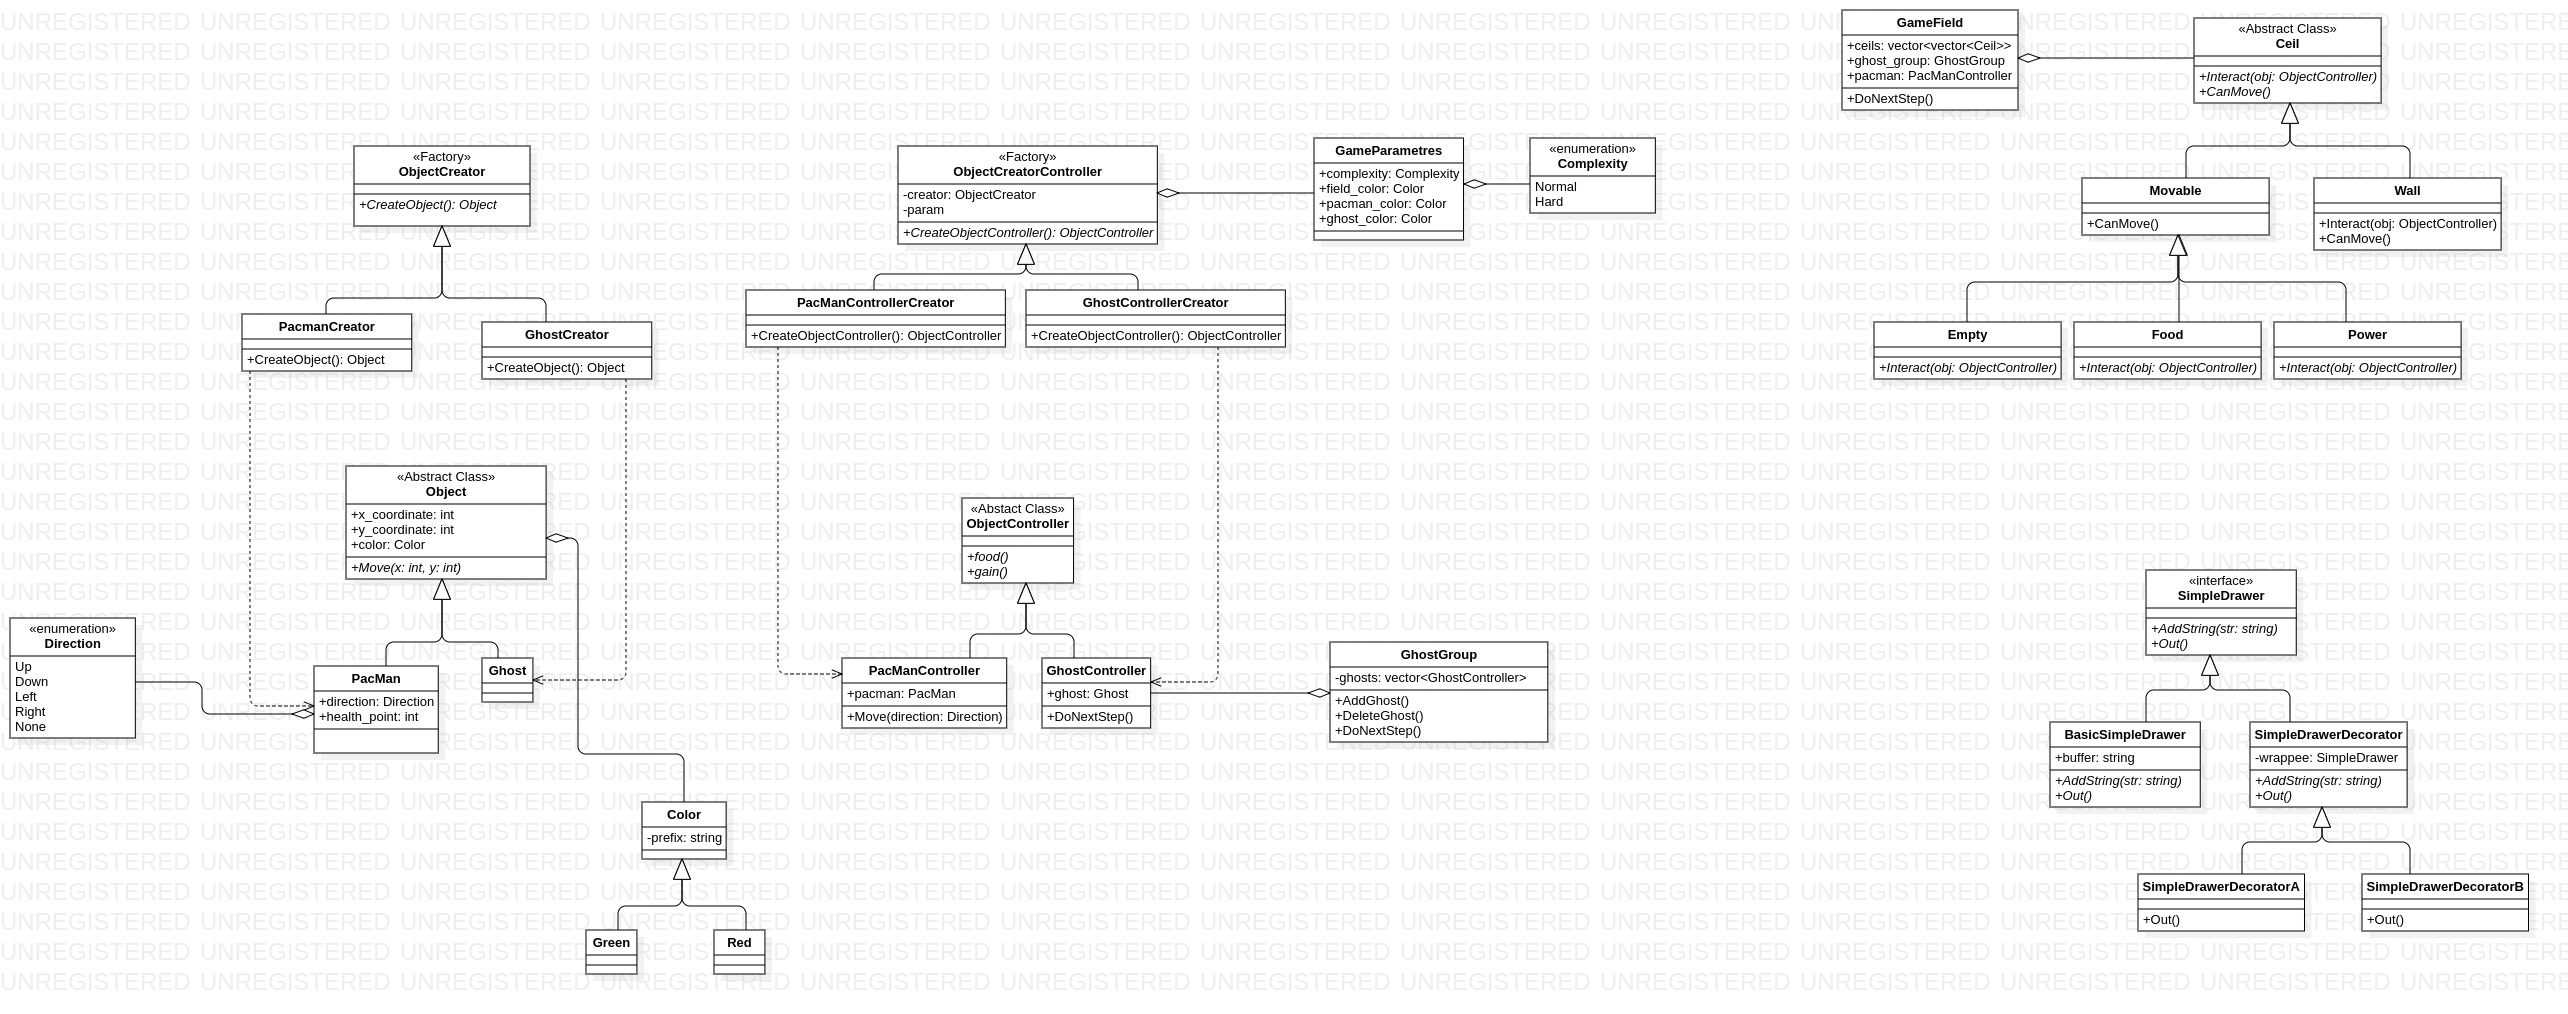 GameField
+ceils: vector<vector<Ceil>>
+ghost_group: GhostGroup
+pacman: PacManController
+DoNextStep()
«Abstract Class»
Ceil
+Interact(obj: ObjectController)
+CanMove()
«Factory»
ObjectCreator
+CreateObject(): Object
«Factory»
ObjectCreatorController
-creator: ObjectCreator
-param
+CreateObjectController(): ObjectController
GameParametres
+complexity: Complexity
+field_color: Color
+pacman_color: Color
+ghost_color: Color
«enumeration»
Complexity
Normal
Hard
Movable
+CanMove()
Wall
+Interact(obj: ObjectController)
+CanMove()
PacmanCreator
+CreateObject(): Object
GhostCreator
+CreateObject(): Object
PacManControllerCreator
+CreateObjectController(): ObjectController
GhostControllerCreator
+CreateObjectController(): ObjectController
Empty
+Interact(obj: ObjectController)
Food
+Interact(obj: ObjectController)
Power
+Interact(obj: ObjectController)
«Abstract Class»
Object
+x_coordinate: int
+y_coordinate: int
+color: Color
+Move(x: int, y: int)
«Abstact Class»
ObjectController
+food()
+gain()
«interface»
SimpleDrawer
+AddString(str: string)
+Out()
«enumeration»
Direction
Up
Down
Left
Right
None
PacMan
+direction: Direction
+health_point: int
Ghost
PacManController
+pacman: PacMan
+Move(direction: Direction)
GhostController
+ghost: Ghost
+DoNextStep()
GhostGroup
-ghosts: vector<GhostController>
+AddGhost()
+DeleteGhost()
+DoNextStep()
BasicSimpleDrawer
+buffer: string
+AddString(str: string)
+Out()
SimpleDrawerDecorator
-wrappee: SimpleDrawer
+AddString(str: string)
+Out()
Color
-prefix: string
Green
Red
SimpleDrawerDecoratorA
+Out()
SimpleDrawerDecoratorB
+Out()
UNREGISTERED